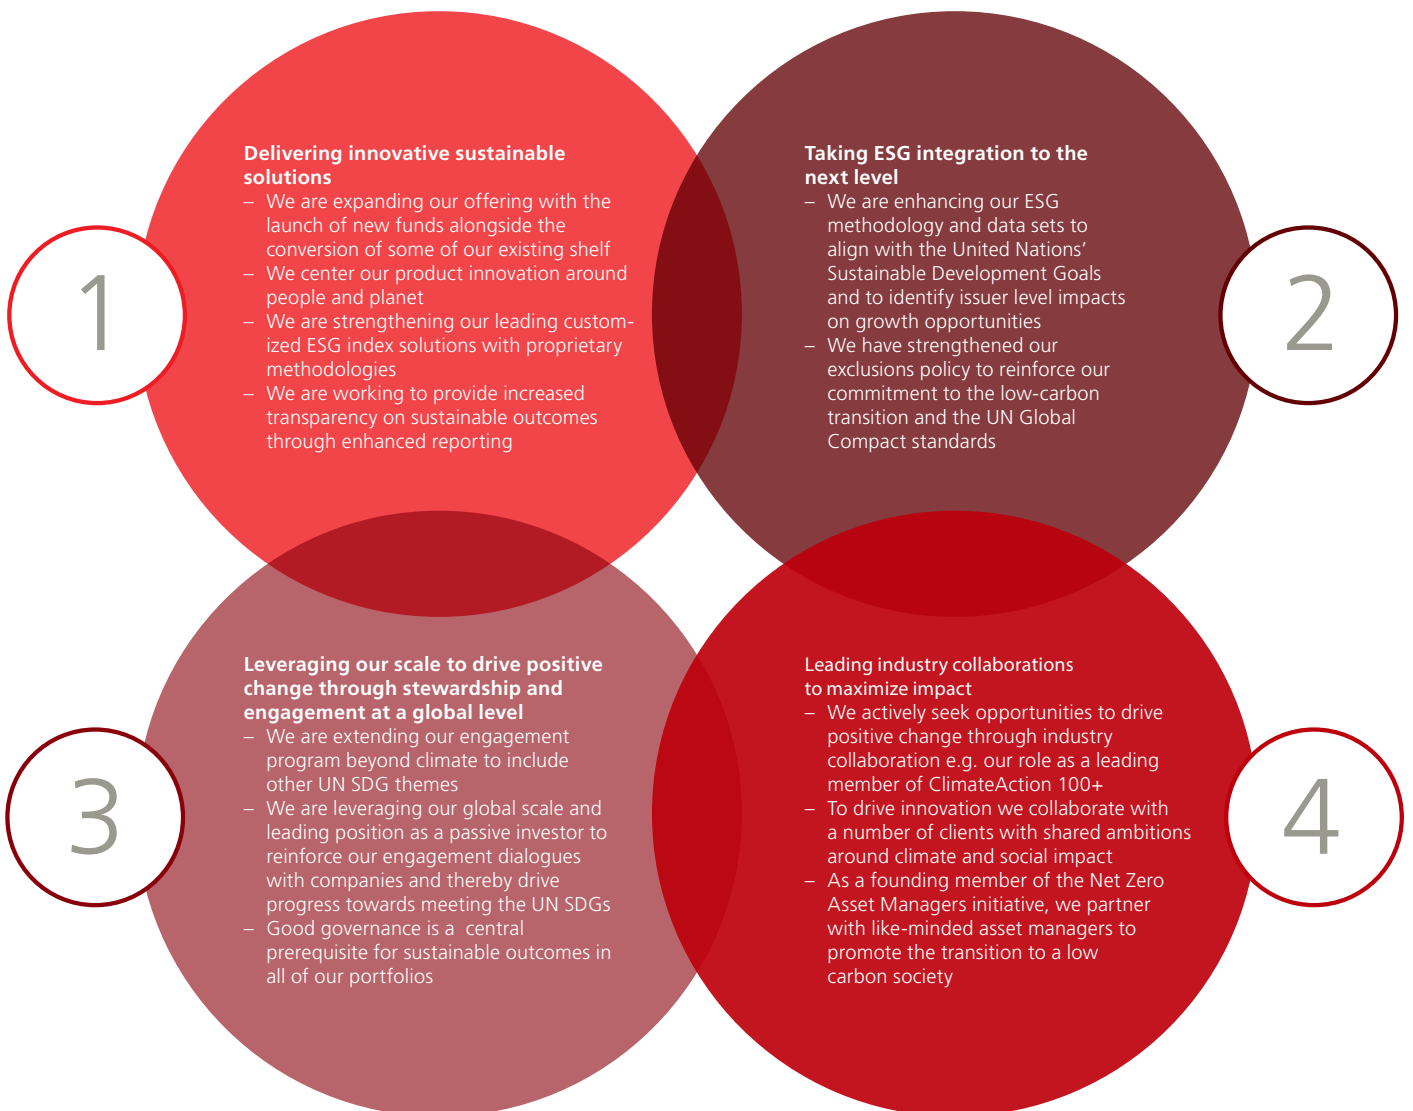 1
Delivering innovative sustainable
solutions
– We are expanding our offering with the
launch of new funds alongside the
conversion of some of our existing shelf
– We center our product innovation around
people and planet
– We are strengthening our leading custom-
ized ESG index solutions with proprietary
methodologies
– We are working to provide increased
transparency on sustainable outcomes
through enhanced reporting
2
Taking ESG integration to the
next level
– We are enhancing our ESG
methodology and data sets to
align with the United Nations’
Sustainable Development Goals
and to identify issuer level impacts
on growth opportunities
– We have strengthened our
exclusions policy to reinforce our
commitment to the low-carbon
transition and the UN Global
Compact standards
3
Leveraging our scale to drive positive
change through stewardship and
engagement at a global level
– We are extending our engagement
program beyond climate to include
other UN SDG themes
– We are leveraging our global scale and
leading position as a passive investor to
reinforce our engagement dialogues
with companies and thereby drive
progress towards meeting the UN SDGs
– Good governance is a central
prerequisite for sustainable outcomes in
all of our portfolios
4
Leading industry collaborations
to maximize impact
– We actively seek opportunities to drive
positive change through industry
collaboration e.g. our role as a leading
member of ClimateAction 100+
– To drive innovation we collaborate with
a number of clients with shared ambitions
around climate and social impact
– As a founding member of the Net Zero
Asset Managers initiative, we partner
with like-minded asset managers to
promote the transition to a low
carbon society